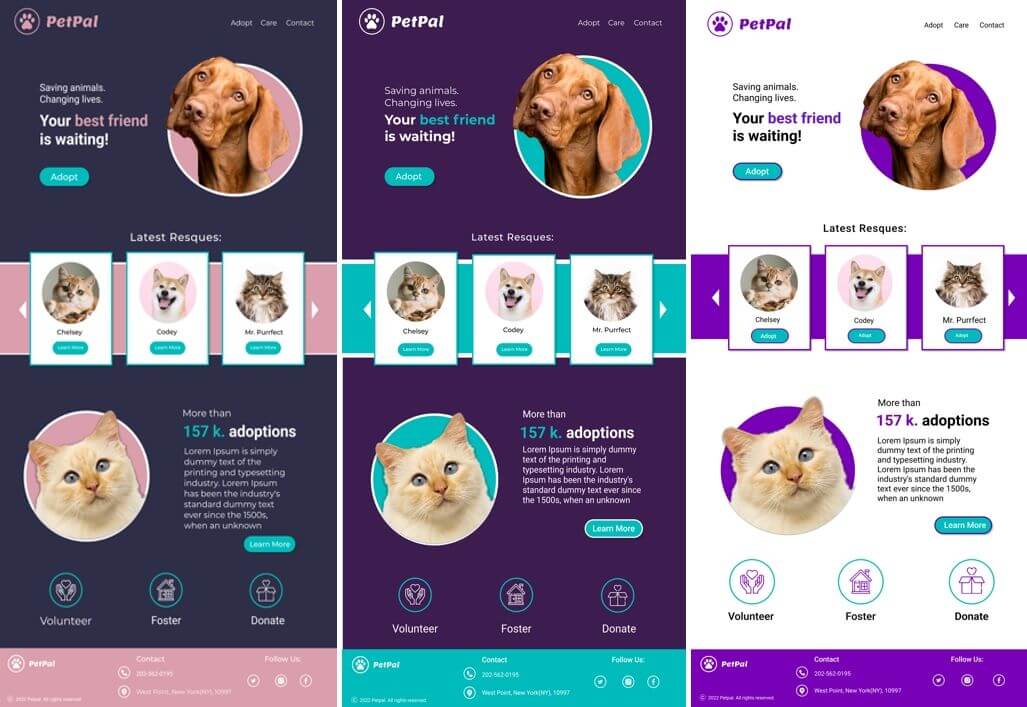 PetPal
Adopt Care Contact
Saving animals.
Changing lives.
Your best friend
is waiting!
Adopt
Latest Resques:
Chelsey
Learn More
Codey
Learn More
Mr. Purrfect
Learn More
More than
157 k. adoptions
Lorem Ipsum is simply
dummy text of the
printing and typesetting
industry. Lorem Ipsum
has been the industry's
standard dummy text
ever since the 1500s,
when an unknown
Learn More
Volunteer
Foster
Donate
PetPal
Contact
202-562-0195
West Point, New York(NY), 10997
Follow Us:
© 2022 Petpal. All rights reserved.
PetPal
Adopt Care Contact
Saving animals.
Changing lives.
Your best friend
is waiting!
Adopt
Latest Resques:
Chelsey
Learn More
Codey
Learn More
Mr. Purrfect
Learn More
More than
157 k. adoptions
Lorem Ipsum is simply dummy
text of the printing and
typesetting industry. Lorem
Ipsum has been the industry's
standard dummy text ever since
the 1500s, when an unknown
Learn More
Volunteer
Foster
Donate
PetPal
Contact
202-562-0195
West Point, New York(NY), 10997
Follow Us:
© 2022 Petpal. All rights reserved.
PetPal
Adopt Care Contact
Saving animals.
Changing lives.
Your best friend
is waiting!
Adopt
Latest Resques:
Chelsey
Adopt
Codey
Adopt
Mr. Purrfect
Adopt
More than
157 k. adoptions
Lorem Ipsum is simply dummy
text of the printing and
typesetting industry. Lorem
Ipsum has been the industry's
standard dummy text ever since
the 1500s, when an unknown
Learn More
Volunteer
Foster
Donate
PetPal
Contact
202-562-0195
West Point, New York(NY), 10997
Follow Us:
© 2022 Petpal. All rights reserved.